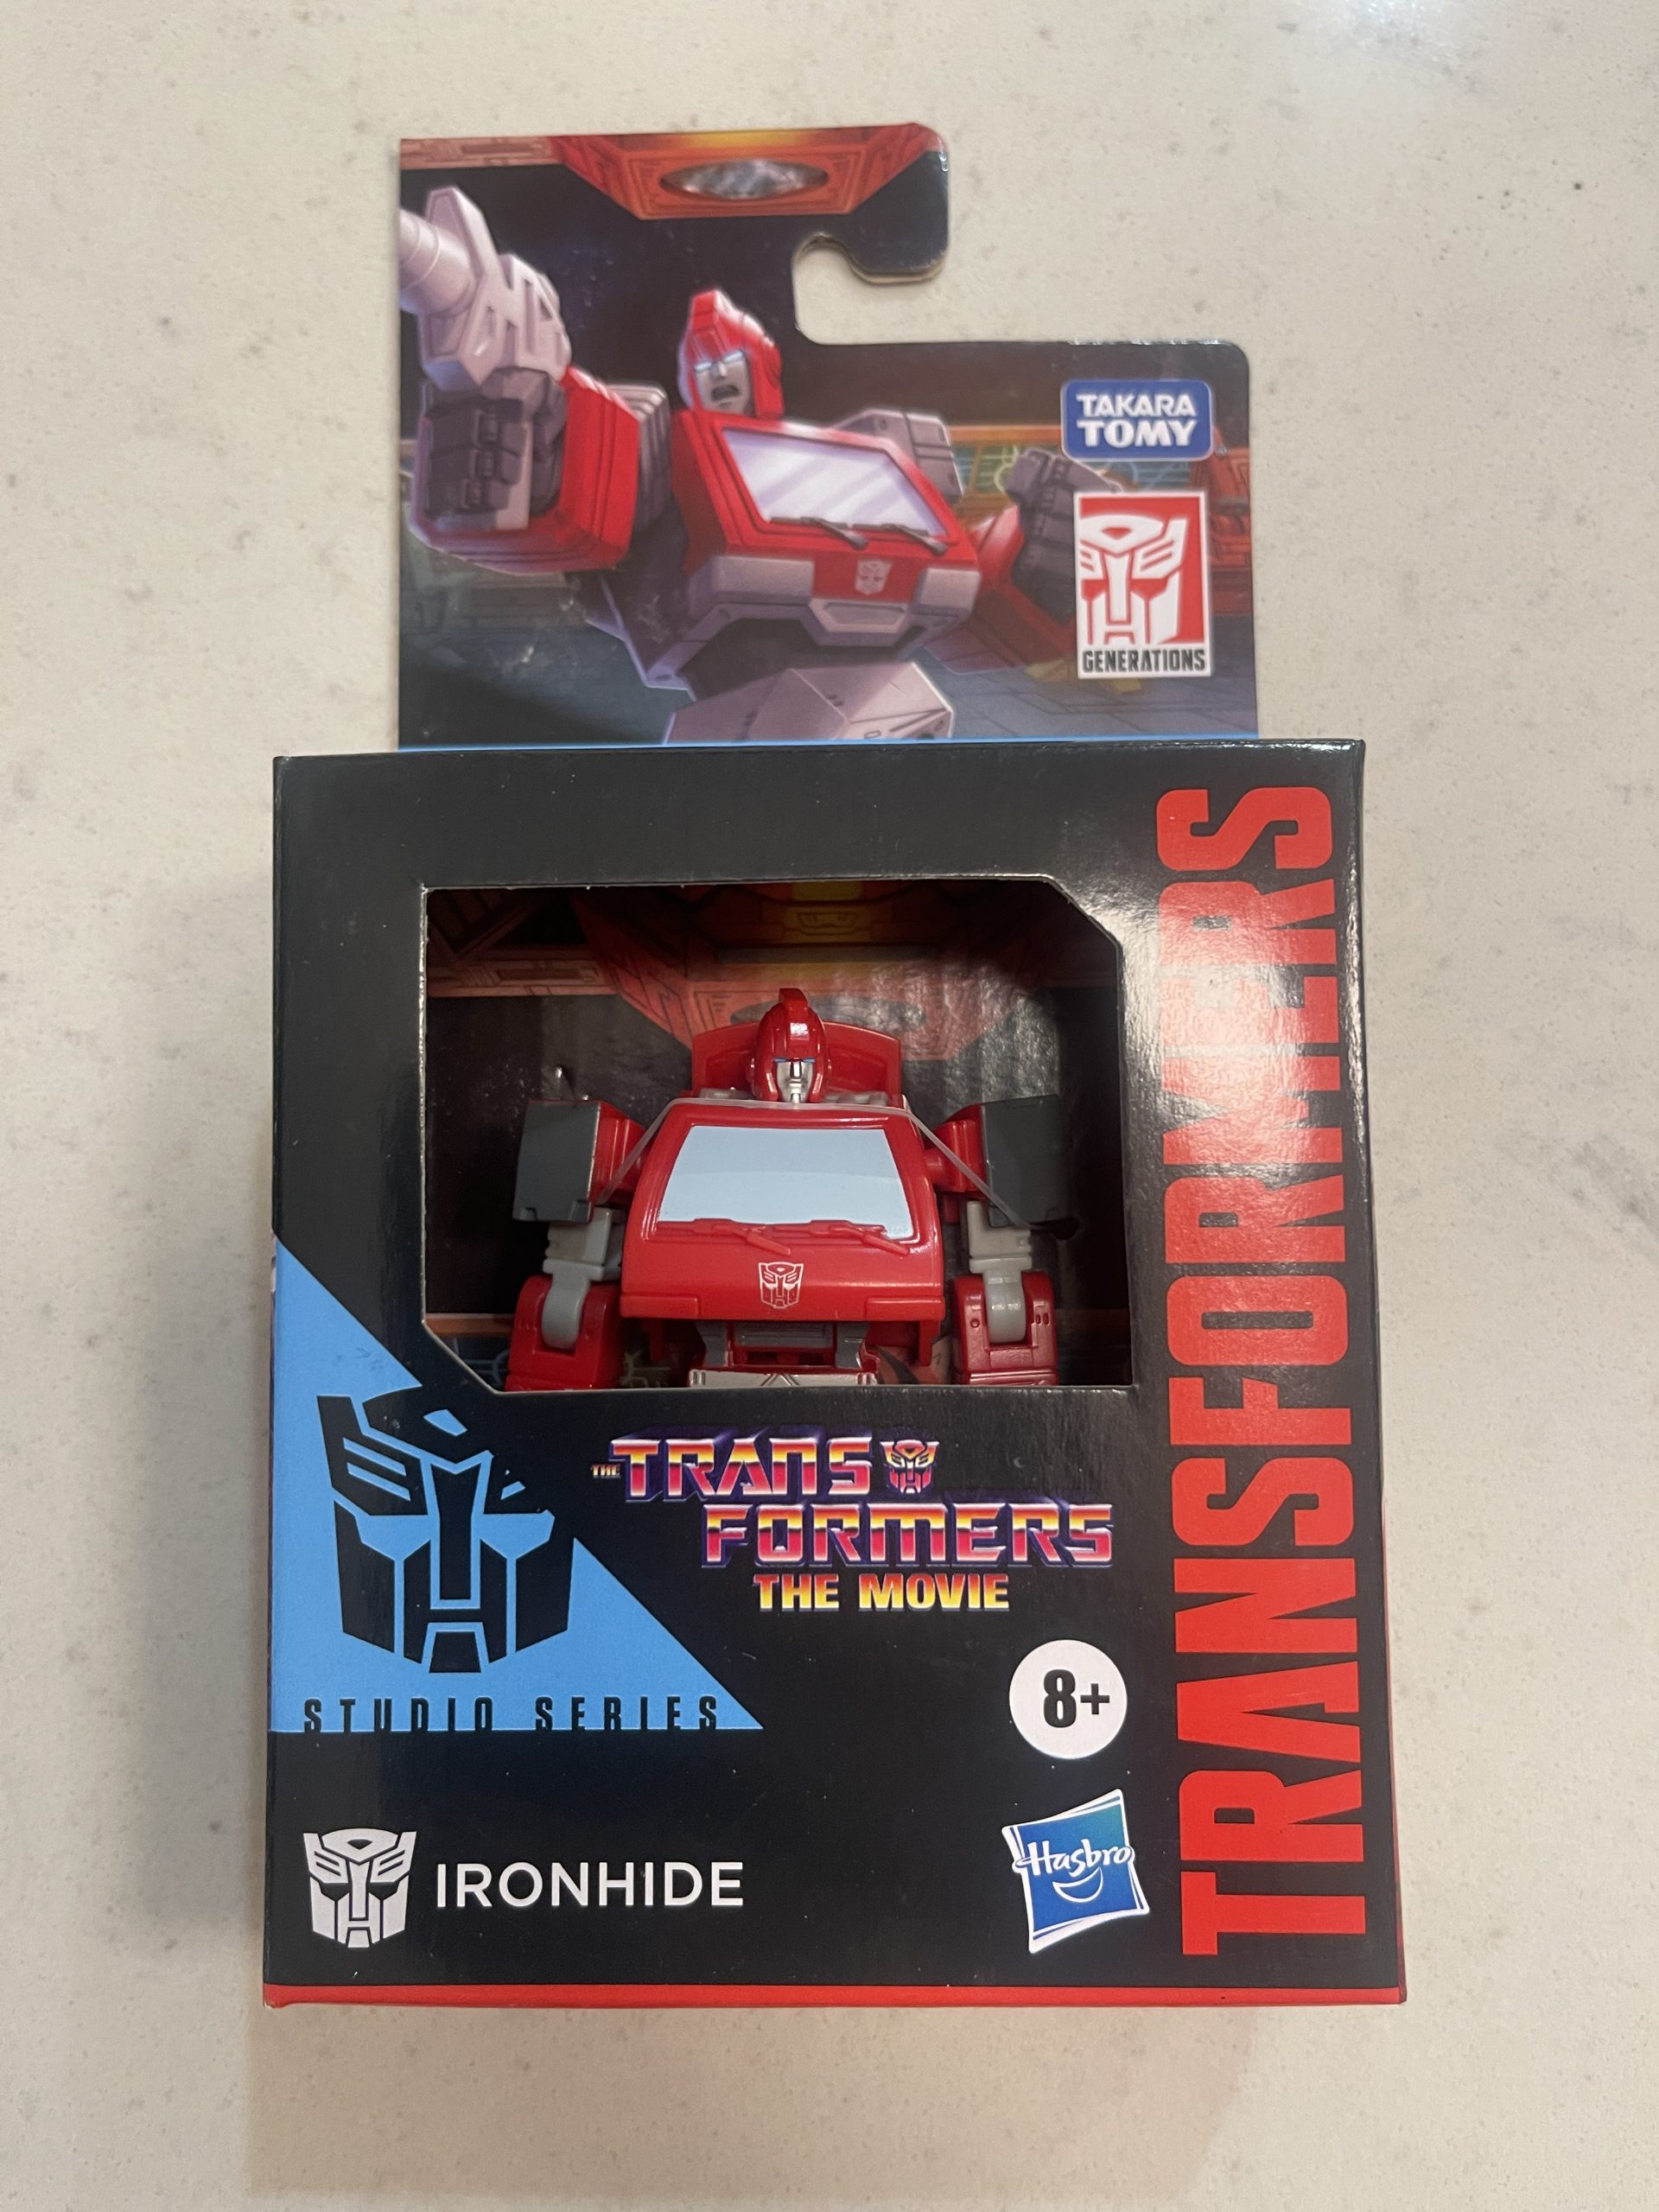 TAKARA
TOMY
GENERATIONS
TRANSFORMERS
THE TRANS
FORMERS
THE MOVIE
STUDIO SERIES
8+
IRONHIDE
Hasbro